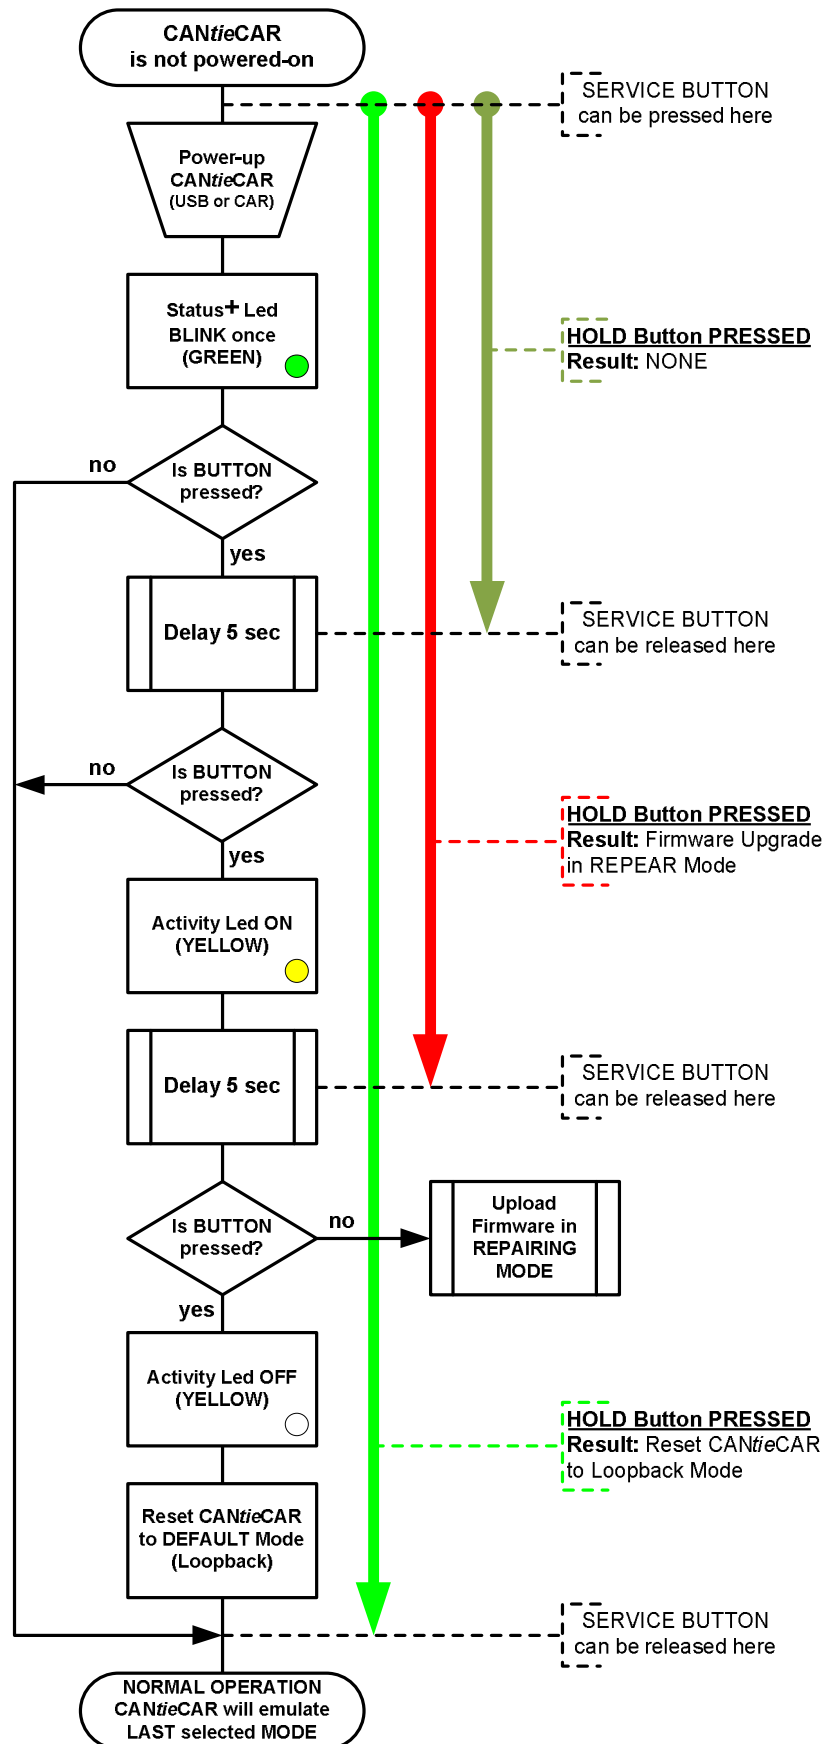 CANtieCAR
is not powered-on
SERVICE BUTTON
can be pressed here
Power-up
CANtieCAR
(USB or CAR)
Status+ Led
BLINK once
(GREEN)
HOLD Button PRESSED
Result: NONE
no
Is BUTTON
pressed?
yes
Delay 5 sec
SERVICE BUTTON
can be released here
no
Is BUTTON
pressed?
yes
HOLD Button PRESSED
Result: Firmware Upgrade
in REPEAR Mode
Activity Led ON
(YELLOW)
Delay 5 sec
SERVICE BUTTON
can be released here
Is BUTTON
pressed?
no
Upload
Firmware in
REPAIRING
MODE
yes
Activity Led OFF
(YELLOW)
HOLD Button PRESSED
Result: Reset CANtieCAR
to Loopback Mode
Reset CANtieCAR
to DEFAULT Mode
(Loopback)
SERVICE BUTTON
can be released here
NORMAL OPERATION
CANtieCAR will emulate
LAST selected MODE